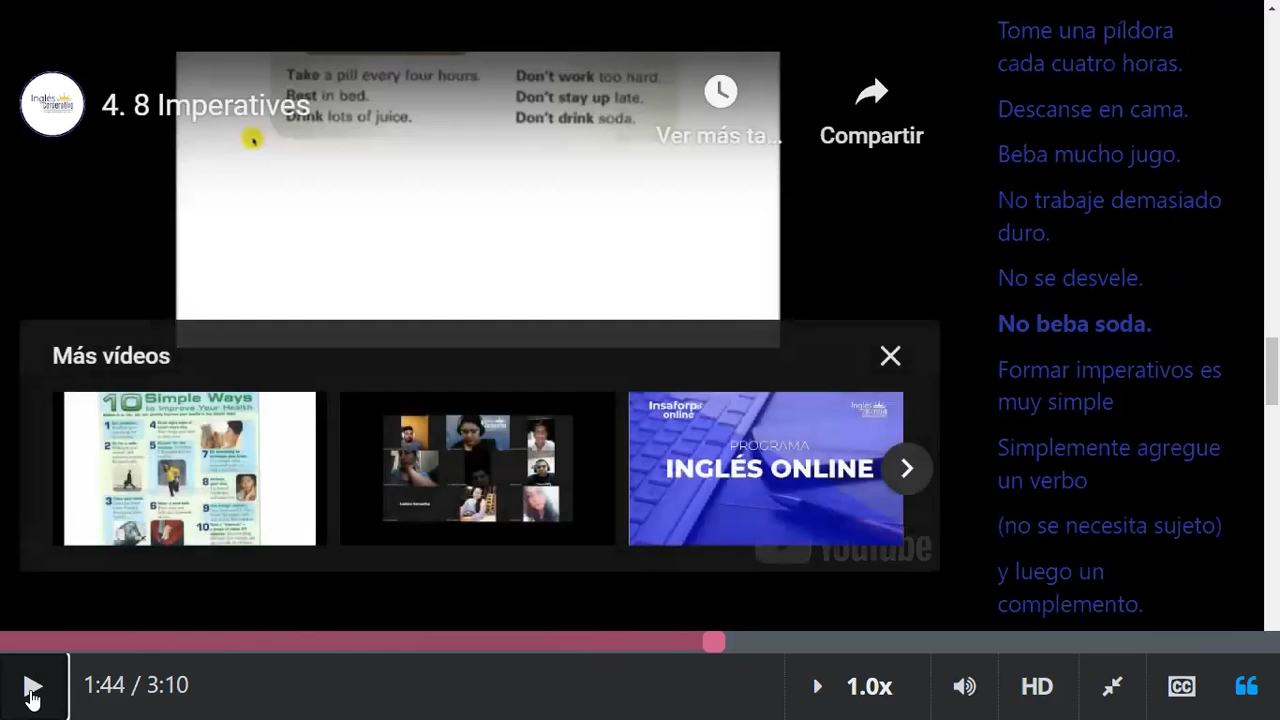 Take a pill every four hours.
Rest in bed.
Drink lots of juice.
Don't work too hard.
Don't stay up late.
Don't drink soda.
Inglés
Corporativo
4. 8 Imperatives
Ver más ta...
Compartir
Más vídeos
10 Simple Ways
to Improve Your Health
Insaforp
online
PROGRAMA
INGLÉS ONLINE
YouTube
Tome una píldora
cada cuatro horas.
Descanse en cama.
Beba mucho jugo.
No trabaje demasiado
duro.
No se desvele.
No beba soda.
Formar imperativos es
muy simple
Simplemente agregue
un verbo
(no se necesita sujeto)
y luego un
complemento.
1:44 / 3:10
1.0x
HD
CC